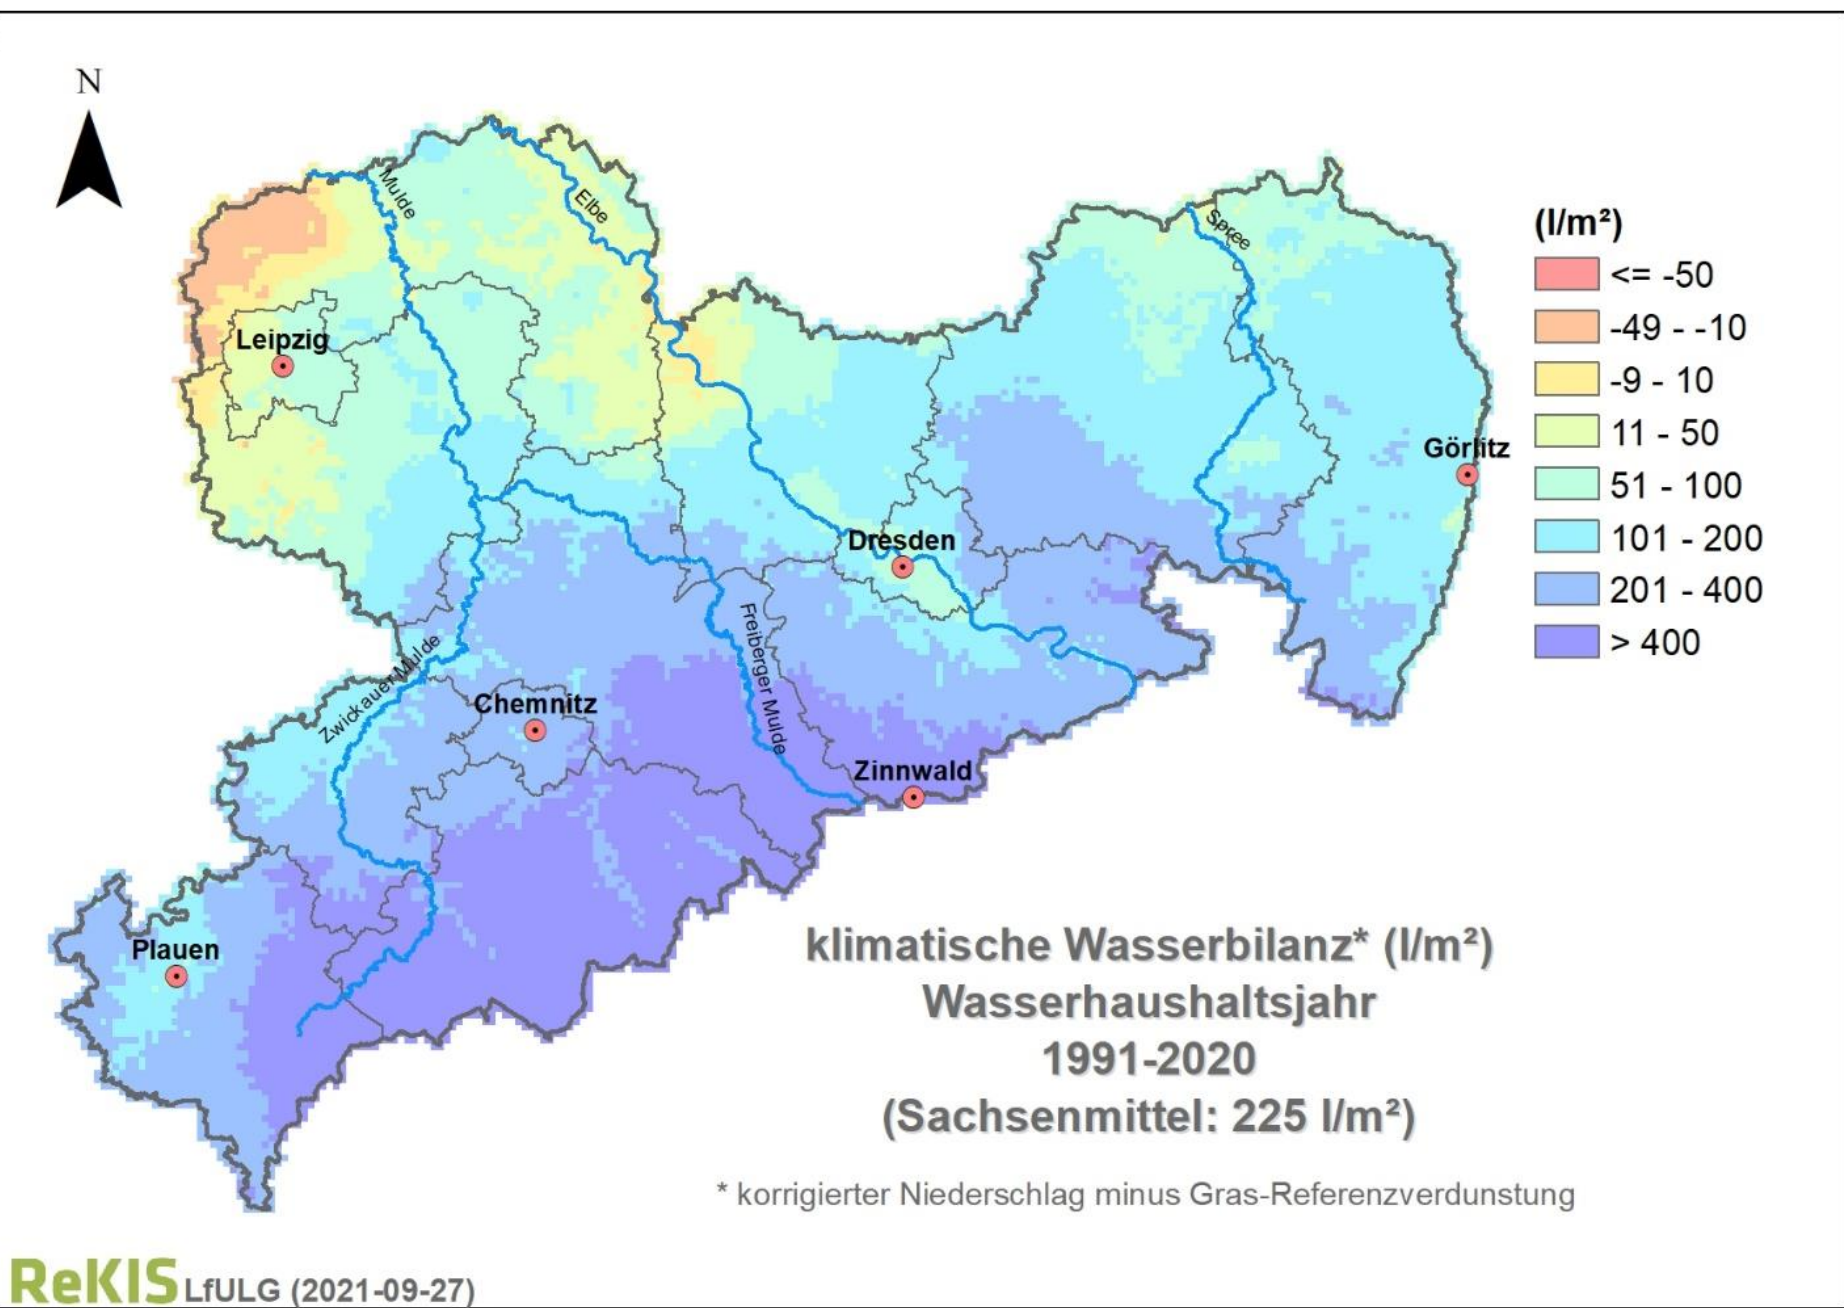 N
Mulde
Elbe
Spree
(l/m²)
<= -50
-49 - -10
-9 - 10
11 - 50
51 - 100
101 - 200
201 - 400
> 400
Leipzig
Görlitz
Dresden
Freiberger Mulde
Zwickauer Mulde
Chemnitz
Zinnwald
Plauen
klimatische Wasserbilanz* (l/m²)
Wasserhaushaltsjahr
1991-2020
(Sachsenmittel: 225 l/m²)
* korrigierter Niederschlag minus Gras-Referenzverdunstung
ReKIS LfULG (2021-09-27)